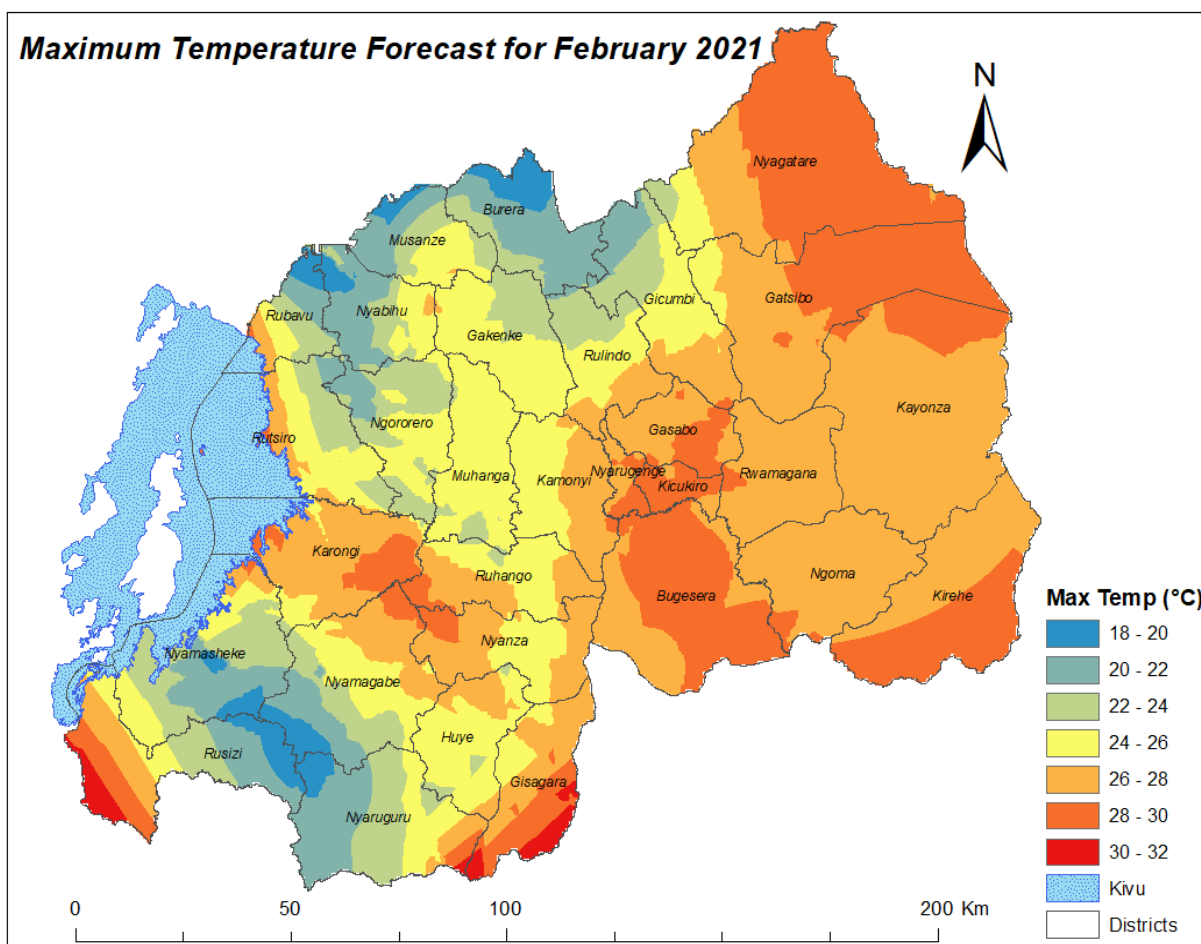 Maximum Temperature Forecast for February 2021
N
Nyagatare
Burera
Musanze
Gicumbi
Gatsibo
Rubavu
Nyabihu
Gakenke
Rulindo
Kayonza
Ngororero
Gasabo
Rutsiro
Muhanga
Kamonyi
Nyarugenge
Rwamagana
Kicukiro
Karongi
Ruhango
Ngoma
Bugesera
Kirehe
Nyanza
Nyamasheke
Nyamagabe
Huye
Rusizi
Gisagara
Nyaruguru
Max Temp (°C)
18 - 20
20 - 22
22 - 24
24 - 26
26 - 28
28 - 30
30 - 32
Kivu
Districts
0 50 100 200 Km